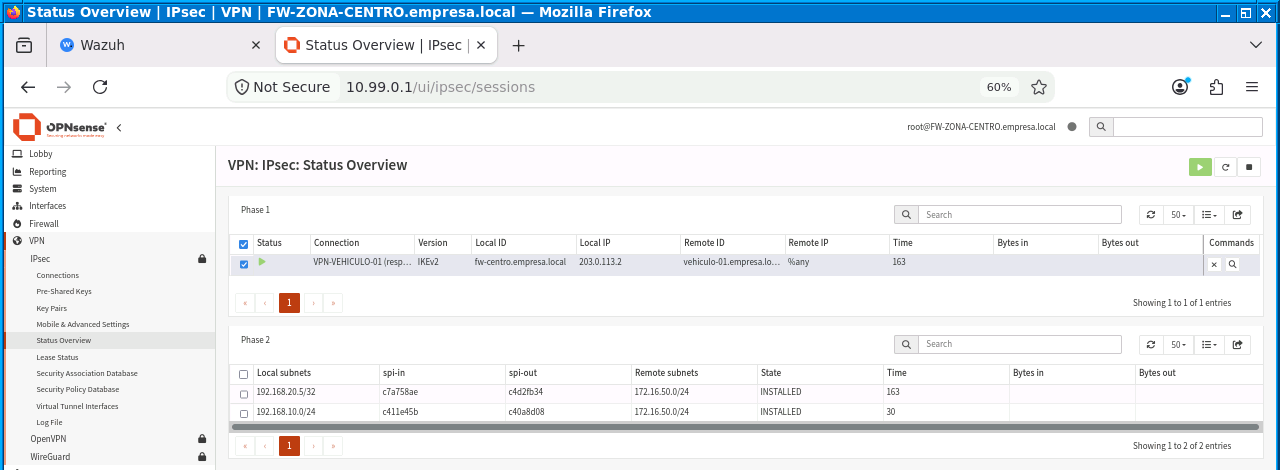 Status Overview | IPsec | VPN | FW-ZONA-CENTRO.empresa.local — Mozilla Firefox
Wazuh
Status Overview | IPsec |
Not Secure 10.99.0.1/ui/ipsec/sessions 60%
OPNsense
Securing networks made easy
root@FW-ZONA-CENTRO.empresa.local
Lobby
Reporting
System
Interfaces
Firewall
VPN
IPsec
Connections
Pre-Shared Keys
Key Pairs
Mobile & Advanced Settings
Status Overview
Lease Status
Security Association Database
Security Policy Database
Virtual Tunnel Interfaces
Log File
OpenVPN
WireGuard
VPN: IPsec: Status Overview
Phase 1
Search 50
Status Connection Version Local ID Local IP Remote ID Remote IP Time Bytes in Bytes out Commands
VPN-VEHICULO-01 (resp... IKEv2 fw-centro.empresa.local 203.0.113.2 vehiculo-01.empresa.lo... %any 163
« ‹ 1 › » Showing 1 to 1 of 1 entries
Phase 2
Search 50
Local subnets spi-in spi-out Remote subnets State Time Bytes in Bytes out
192.168.20.5/32 c7a758ae c4d2fb34 172.16.50.0/24 INSTALLED 163
192.168.10.0/24 c411e45b c40a8d08 172.16.50.0/24 INSTALLED 30
« ‹ 1 › » Showing 1 to 2 of 2 entries